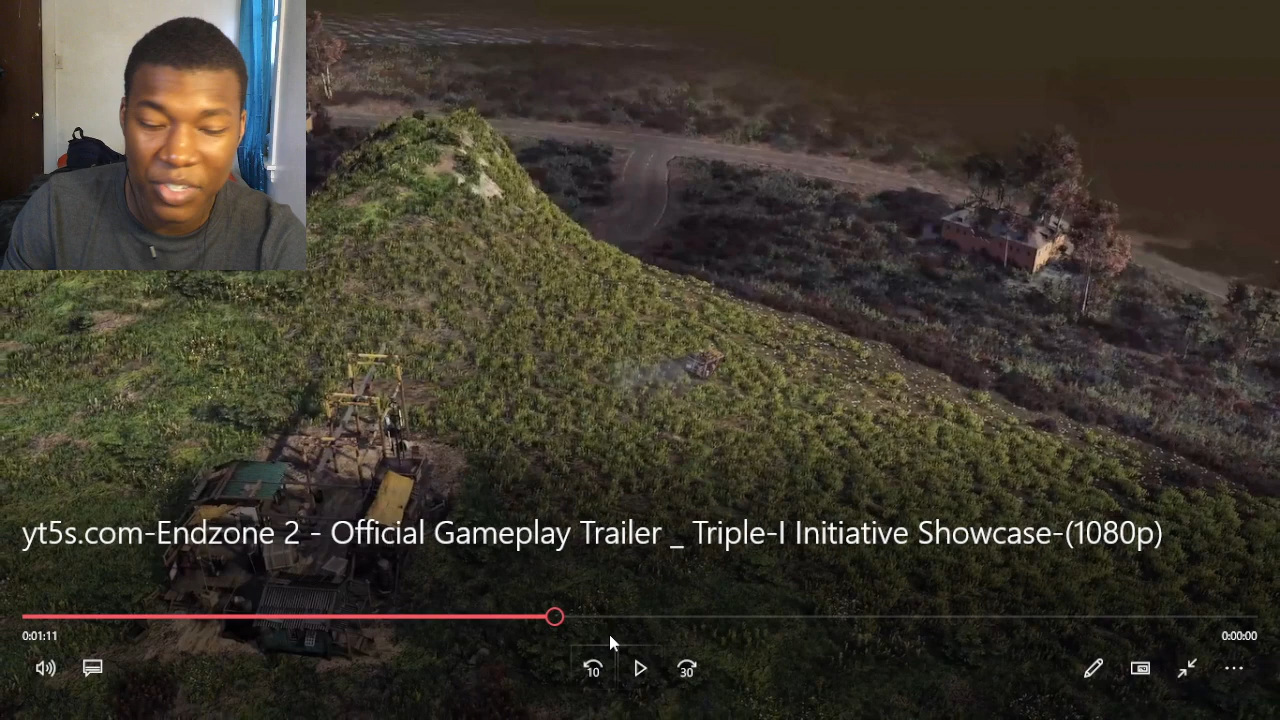 yt5s.com-Endzone 2 - Official Gameplay Trailer _ Triple-I Initiative Showcase-(1080p)
0:01:11
0:00:00
10
30